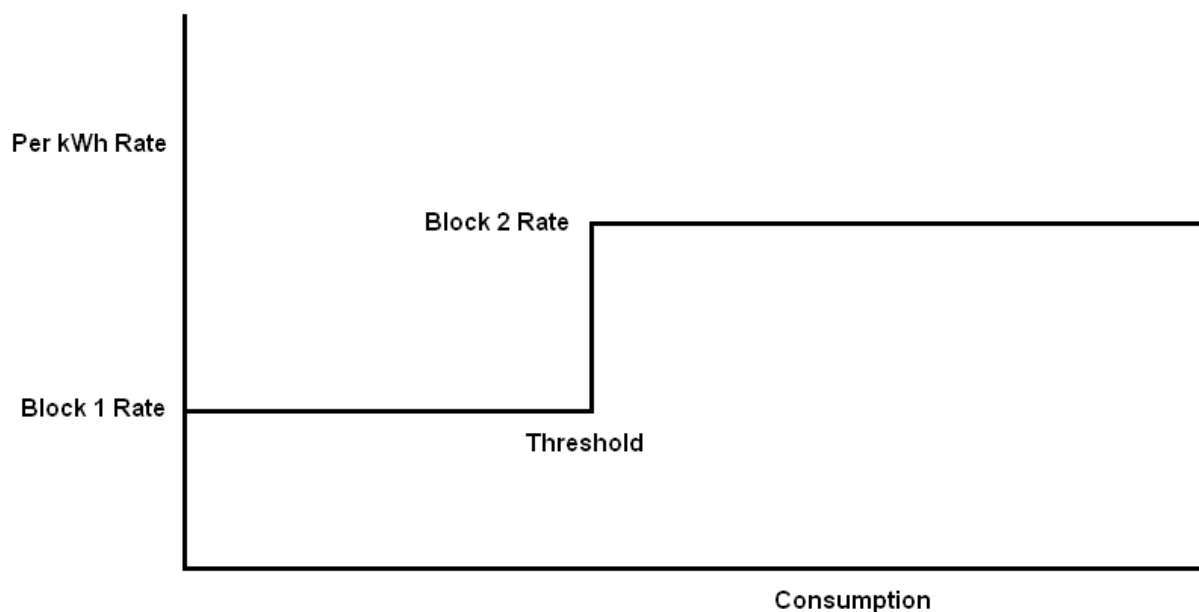 Per kWh Rate
Block 2 Rate
Block 1 Rate
Threshold
Consumption